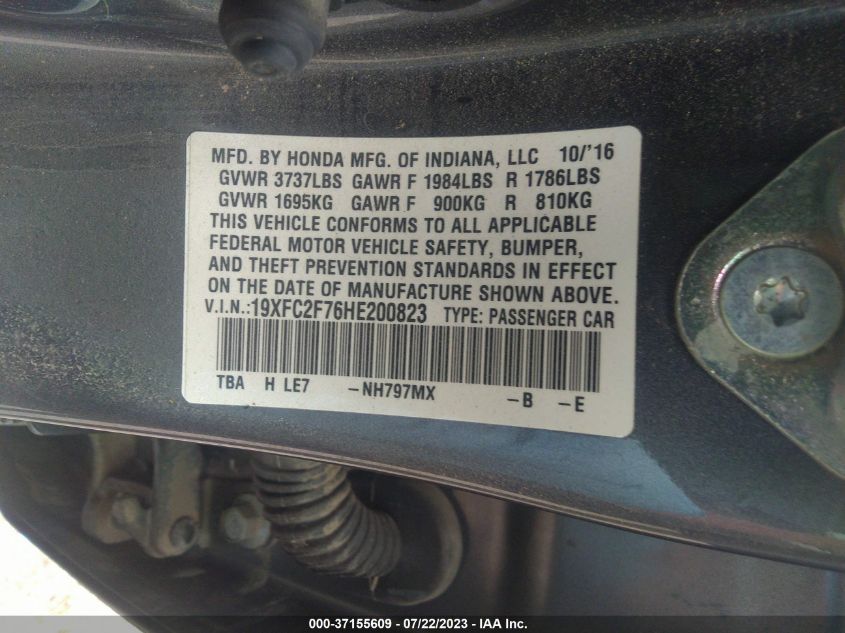 MFD. BY HONDA MFG. OF INDIANA, LLC 10/'16
GVWR 3737LBS GAWR F 1984LBS R 1786LBS
GVWR 1695KG GAWR F 900KG R 810KG
THIS VEHICLE CONFORMS TO ALL APPLICABLE
FEDERAL MOTOR VEHICLE SAFETY, BUMPER,
AND THEFT PREVENTION STANDARDS IN EFFECT
ON THE DATE OF MANUFACTURE SHOWN ABOVE.
V.I.N.:19XFC2F76HE200823 TYPE: PASSENGER CAR
TBA H LE7 -NH797MX -B -E
000-37155609 - 07/22/2023 - IAA Inc.